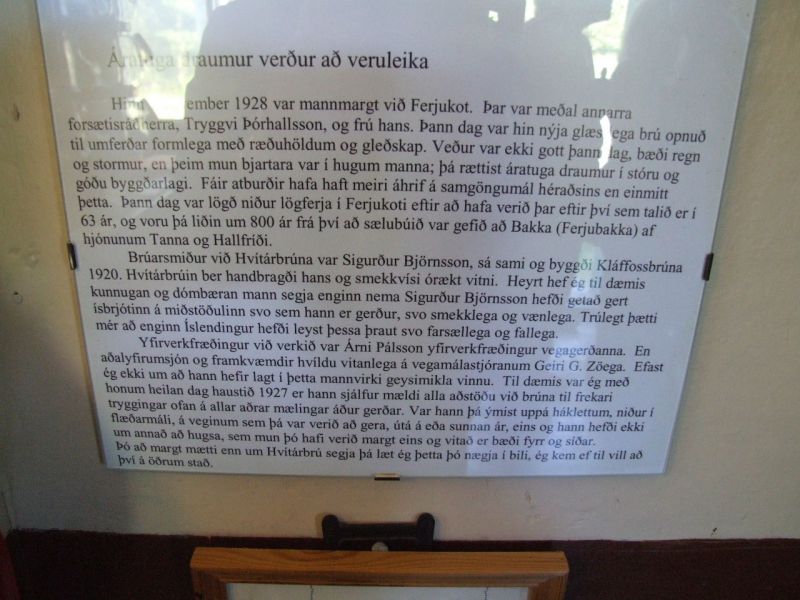 Áratuga draumur verður að veruleika
Hinn nóvember 1928 var mannmargt við Ferjukot. Þar var meðal annarra
forsætisráðherra, Tryggvi Þórhallsson, og frú hans. Þann dag var hin nýja glæsilega brú opnuð
til umferðar formlega með ræðuhöldum og gleðskap. Veður var ekki gott þann dag, bæði regn
og stormur, en þeim mun bjartara var í hugum manna; þá rættist áratuga draumur í stóru og
góðu byggðarlagi. Fáir atburðir hafa haft meiri áhrif á samgöngumál héraðsins en einmitt
þetta. Þann dag var lögð niður lögferja í Ferjukoti eftir að hafa verið þar eftir því sem talið er í
63 ár, og voru þá liðin um 800 ár frá því að sælubúið var gefið að Bakka (Ferjubakka) af
hjónunum Tanna og Hallfríði.
Brúarsmiður við Hvítárbrúna var Sigurður Björnsson, sá sami og byggði Kláffossbrúna
1920. Hvítárbrúin ber handbragði hans og smekkvísi órækt vitni. Heyrt hef ég til dæmis
kunnugan og dómbæran mann segja enginn nema Sigurður Björnsson hefði getað gert
ísbrjótinn á miðstöðulinn svo sem hann er gerður, svo smekklega og vænlega. Trúlegt þætti
mér að enginn Íslendingur hefði leyst þessa þraut svo farsællega og fallega.
Yfirverkfræðingur við verkið var Árni Pálsson yfirverkfræðingur vegagerðanna. En
aðalyfirumsjón og framkvæmdir hvíldu vitanlega á vegamálastjóranum Geiri G. Zöega. Efast
ég ekki um að hann hefir lagt í þetta mannvirki geysimikla vinnu. Til dæmis var ég með
honum heilan dag haustið 1927 er hann sjálfur mældi alla aðstöðu við brúna til frekari
tryggingar ofan á allar aðrar mælingar áður gerðar. Var hann þá ýmist uppá háklettum, niður í
flæðarmáli, á veginum sem þá var verið að gera, útá á eða sunnan ár, eins og hann hefði ekki
um annað að hugsa, sem mun þó hafi verið margt eins og vitað er bæði fyrr og síðar.
Þó að margt mætti enn um Hvítárbrú segja þá læt ég þetta þó nægja í bili, ég kem ef til vill að
því á öðrum stað.